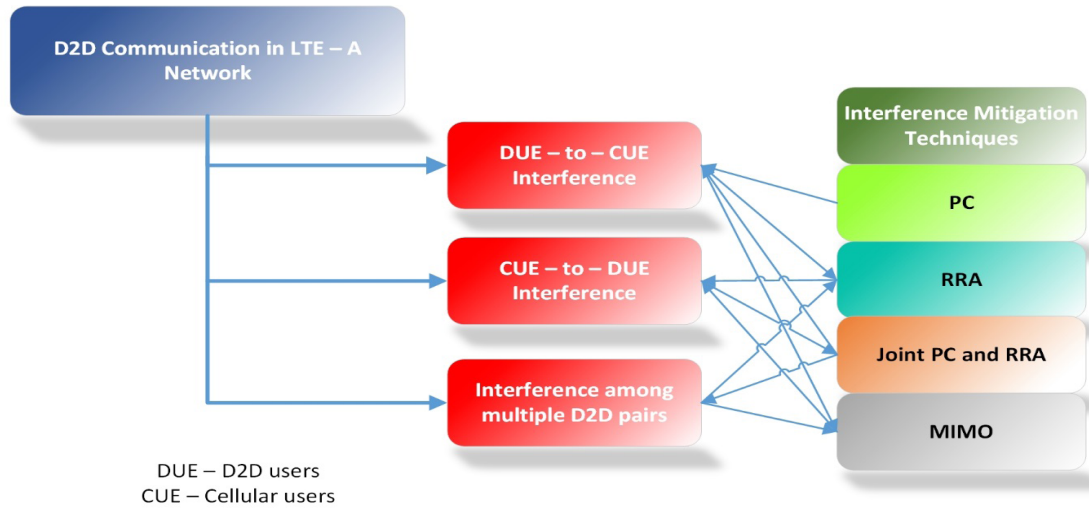 D2D Communication in LTE – A
Network
DUE – to – CUE
Interference
CUE – to – DUE
Interference
Interference among
multiple D2D pairs
Interference Mitigation
Techniques
PC
RRA
Joint PC and RRA
MIMO
DUE – D2D users
CUE – Cellular users